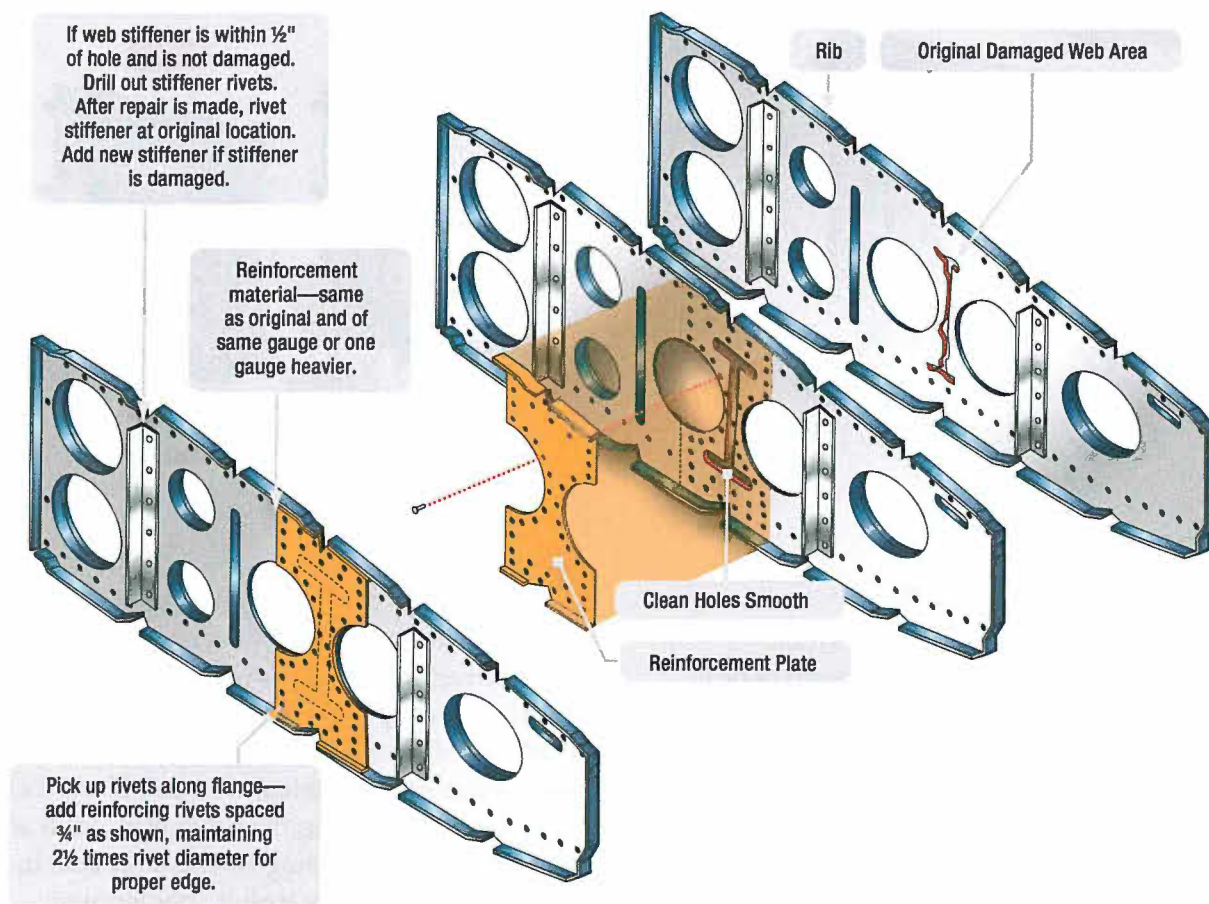 If web stiffener is within ½"
of hole and is not damaged.
Drill out stiffener rivets.
After repair is made, rivet
stiffener at original location.
Add new stiffener if stiffener
is damaged.
Rib
Original Damaged Web Area
Reinforcement
material—same
as original and of
same gauge or one
gauge heavier.
Clean Holes Smooth
Reinforcement Plate
Pick up rivets along flange—
add reinforcing rivets spaced
¾" as shown, maintaining
2½ times rivet diameter for
proper edge.